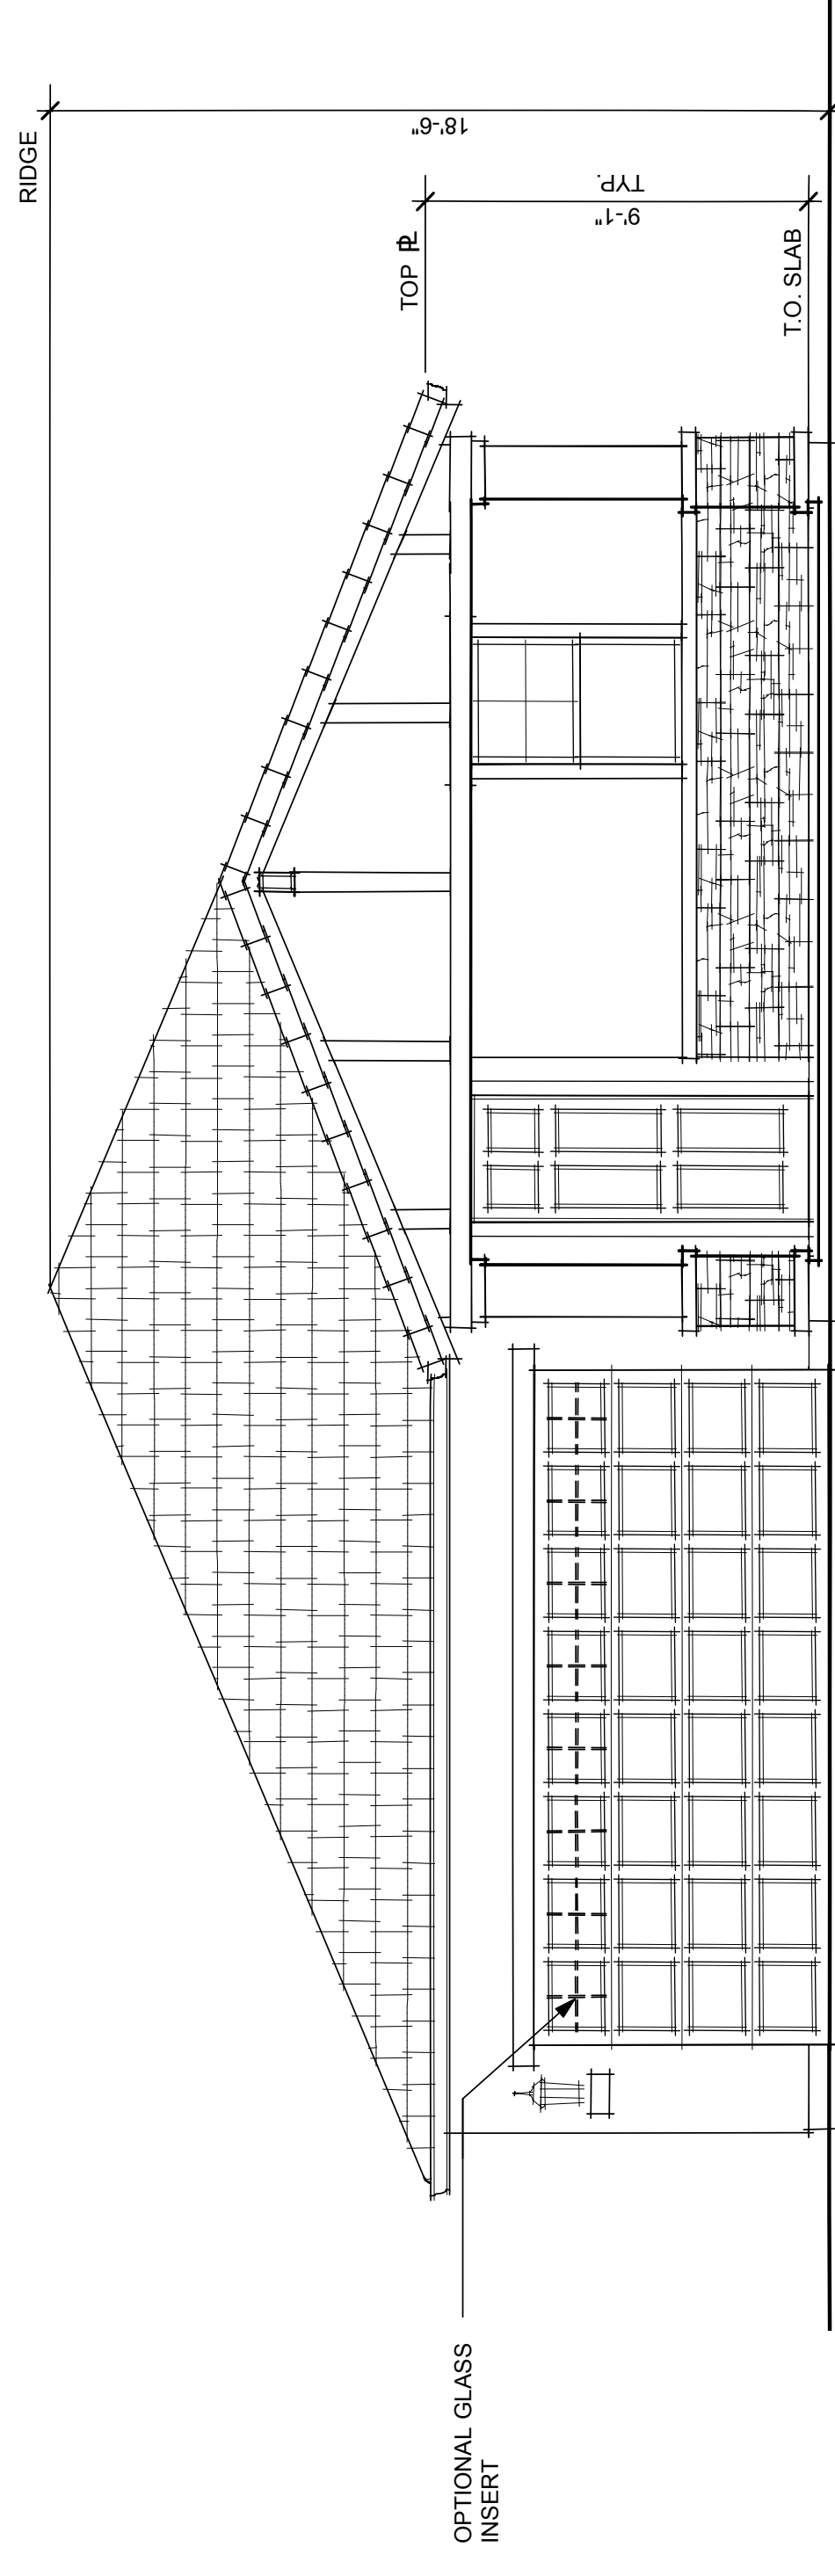 RIDGE
18'-6"
TOP PL
9'-1"
TYP.
T.O. SLAB
OPTIONAL GLASS
INSERT